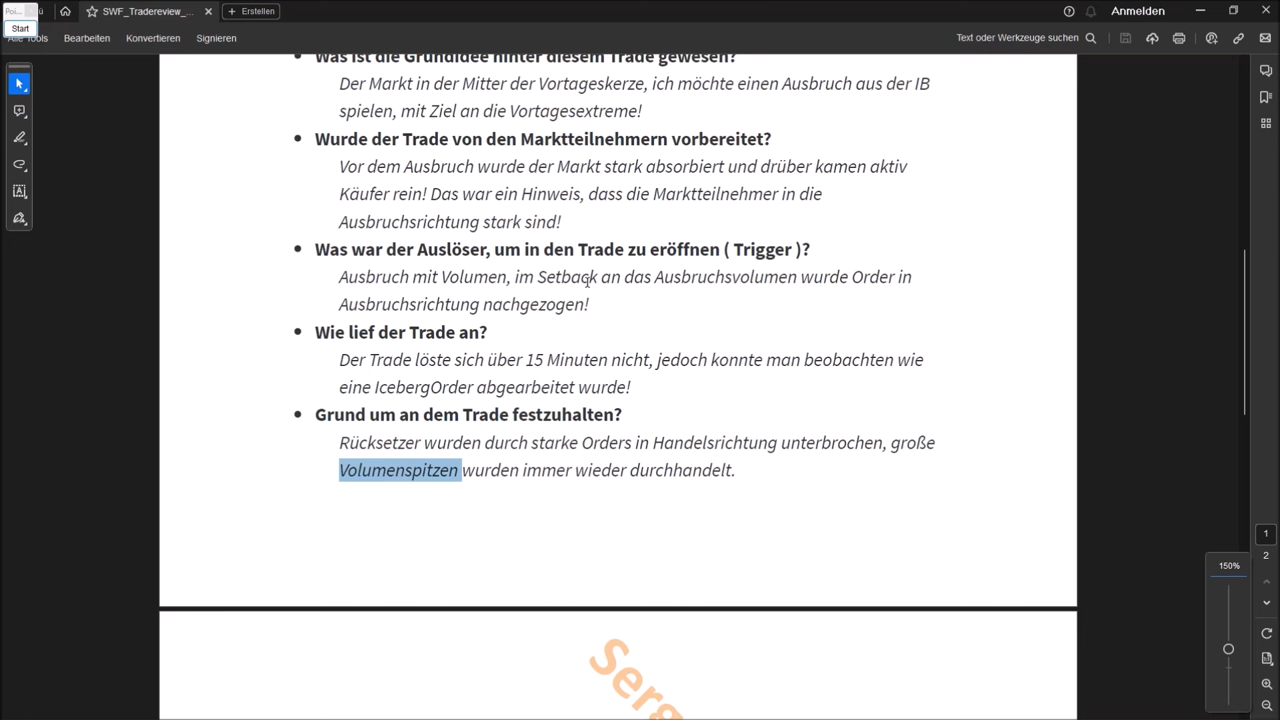 SWF_Tradereview_...
Erstellen
Anmelden
Start
Alle Tools
Bearbeiten
Konvertieren
Signieren
Text oder Werkzeuge suchen
Was ist die Grundidee hinter diesem Trade gewesen?
Der Markt in der Mitter der Vortageskerze, ich möchte einen Ausbruch aus der IB
spielen, mit Ziel an die Vortagesextreme!
Wurde der Trade von den Marktteilnehmern vorbereitet?
Vor dem Ausbruch wurde der Markt stark absorbiert und drüber kamen aktiv
Käufer rein! Das war ein Hinweis, dass die Marktteilnehmer in die
Ausbruchsrichtung stark sind!
Was war der Auslöser, um in den Trade zu eröffnen ( Trigger )?
Ausbruch mit Volumen, im Setback an das Ausbruchsvolumen wurde Order in
Ausbruchsrichtung nachgezogen!
Wie lief der Trade an?
Der Trade löste sich über 15 Minuten nicht, jedoch konnte man beobachten wie
eine IcebergOrder abgearbeitet wurde!
Grund um an dem Trade festzuhalten?
Rücksetzer wurden durch starke Orders in Handelsrichtung unterbrochen, große
Volumenspitzen wurden immer wieder durchhandelt.
1
2
150%
Serg